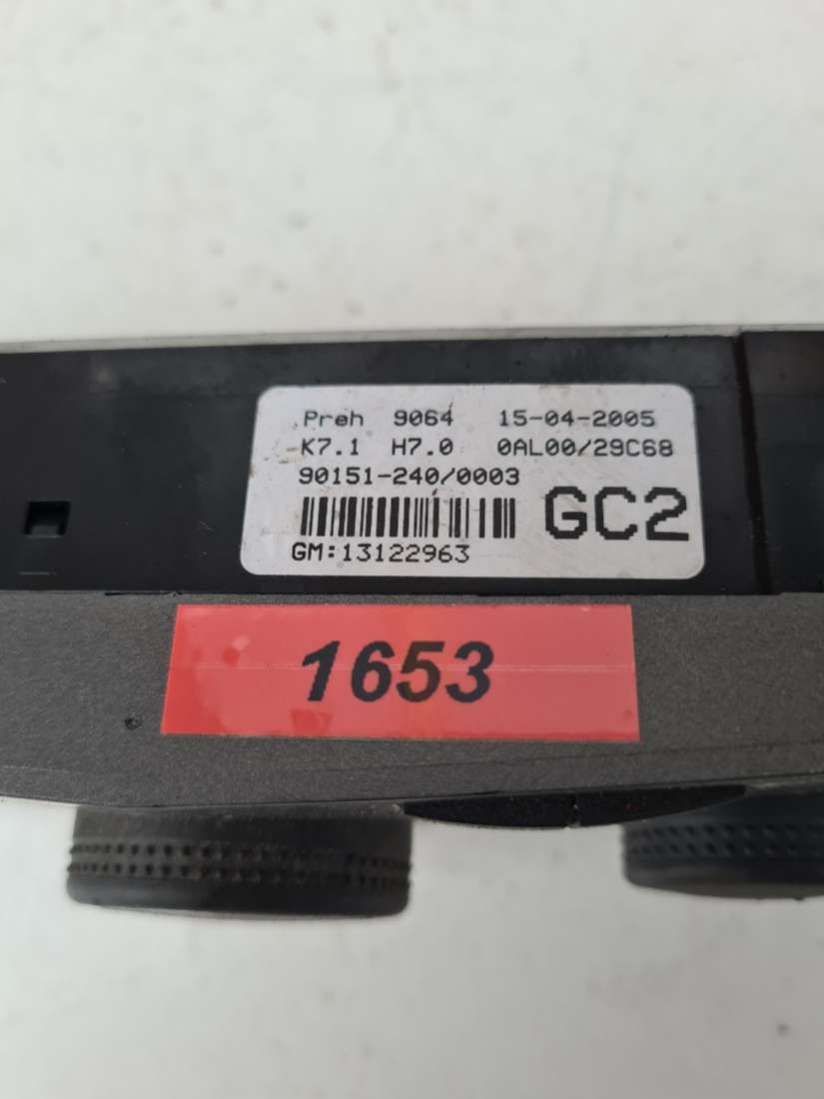 Preh 9064 15-04-2005
K7.1 H7.0 0AL00/29C68
90151-240/0003
GC2
GM:13122963
1653